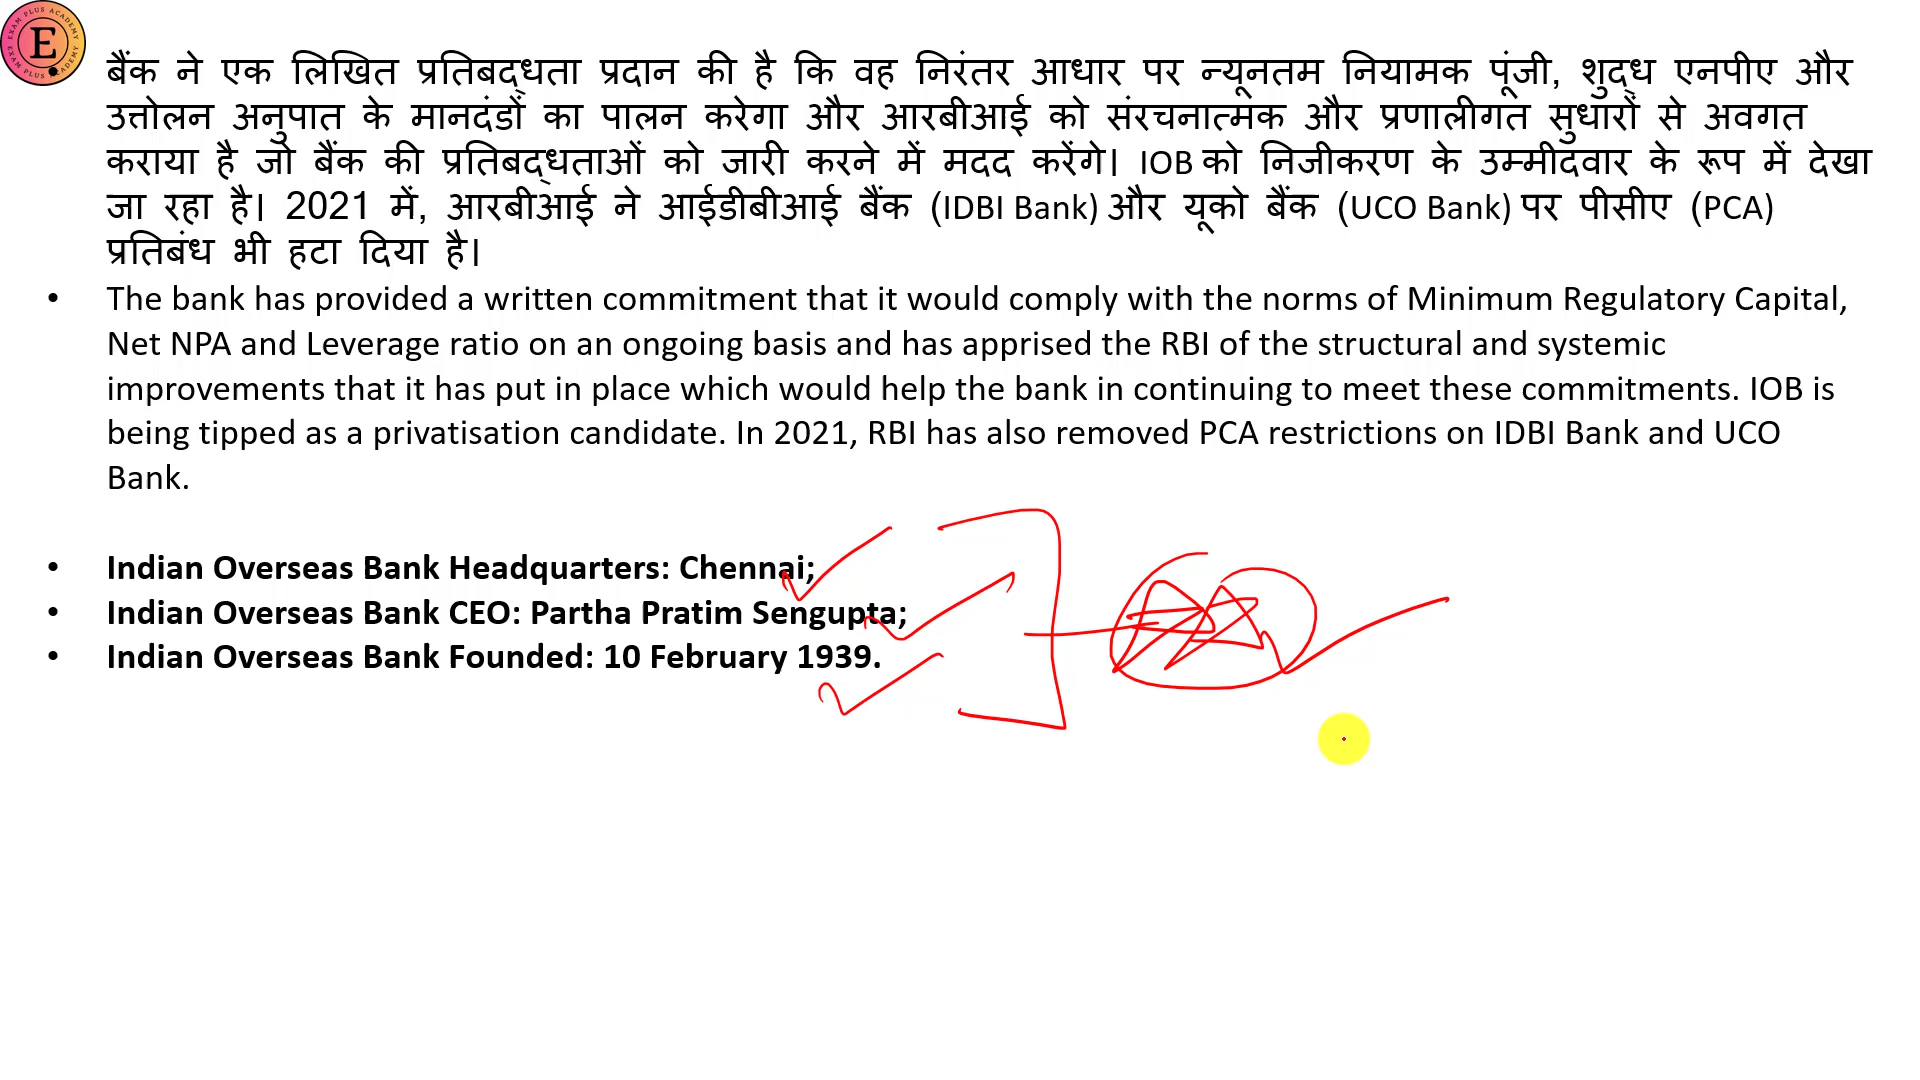 EXAM PLUS ACADEMY
E
EXAM PLUS ACADEMY
बैंक ने एक लिखित प्रतिबद्धता प्रदान की है कि वह निरंतर आधार पर न्यूनतम नियामक पूंजी, शुद्ध एनपीए और
उत्तोलन अनुपात के मानदंडों का पालन करेगा और आरबीआई को संरचनात्मक और प्रणालीगत सुधारों से अवगत
कराया है जो बैंक की प्रतिबद्धताओं को जारी करने में मदद करेंगे। IOB को निजीकरण के उम्मीदवार के रूप में देखा
जा रहा है। 2021 में, आरबीआई ने आईडीबीआई बैंक (IDBI Bank) और यूको बैंक (UCO Bank) पर पीसीए (PCA)
प्रतिबंध भी हटा दिया है।
• The bank has provided a written commitment that it would comply with the norms of Minimum Regulatory Capital,
Net NPA and Leverage ratio on an ongoing basis and has apprised the RBI of the structural and systemic
improvements that it has put in place which would help the bank in continuing to meet these commitments. IOB is
being tipped as a privatisation candidate. In 2021, RBI has also removed PCA restrictions on IDBI Bank and UCO
Bank.
• Indian Overseas Bank Headquarters: Chennai;
• Indian Overseas Bank CEO: Partha Pratim Sengupta;
• Indian Overseas Bank Founded: 10 February 1939.